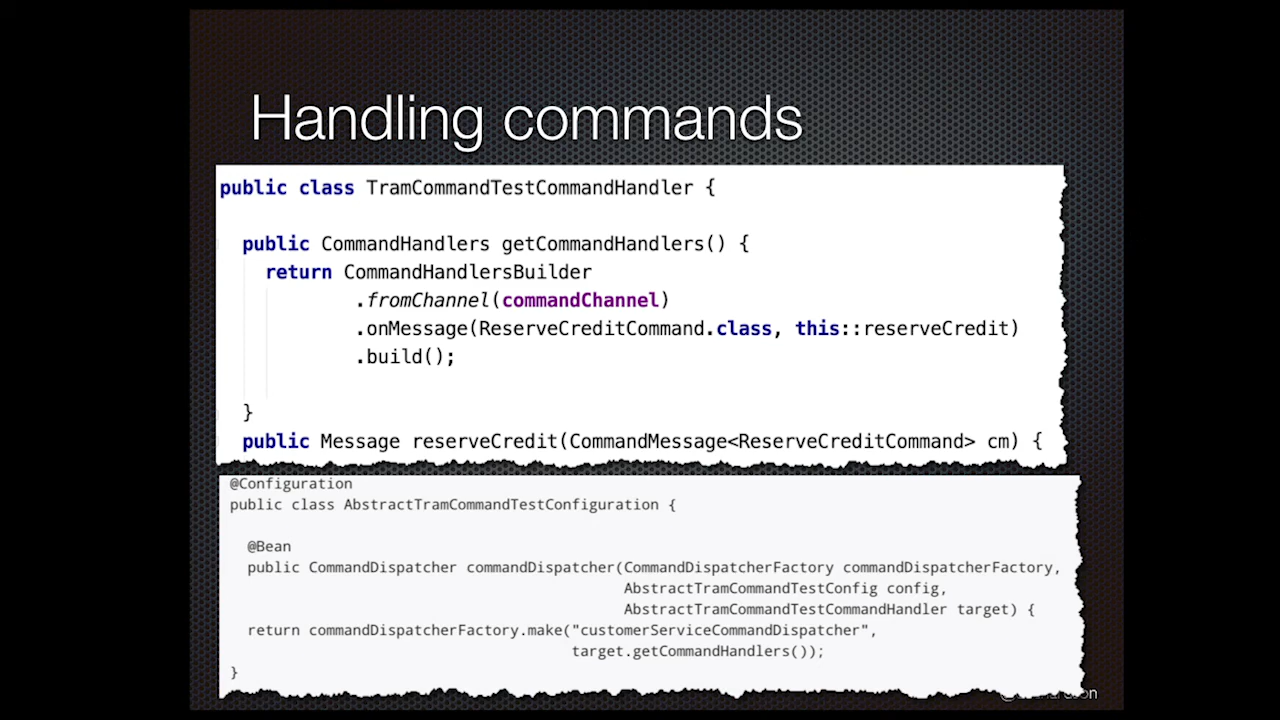 Handling commands
public class TramCommandTestCommandHandler {
public CommandHandlers getCommandHandlers() {
return CommandHandlersBuilder
.fromChannel(commandChannel)
.onMessage(ReserveCreditCommand.class, this::reserveCredit)
.build();
}
public Message reserveCredit(CommandMessage<ReserveCreditCommand> cm) {
@Configuration
public class AbstractTramCommandTestConfiguration {
@Bean
public CommandDispatcher commandDispatcher(CommandDispatcherFactory commandDispatcherFactory,
AbstractTramCommandTestConfig config,
AbstractTramCommandTestCommandHandler target) {
return commandDispatcherFactory.make("customerServiceCommandDispatcher",
target.getCommandHandlers());
}